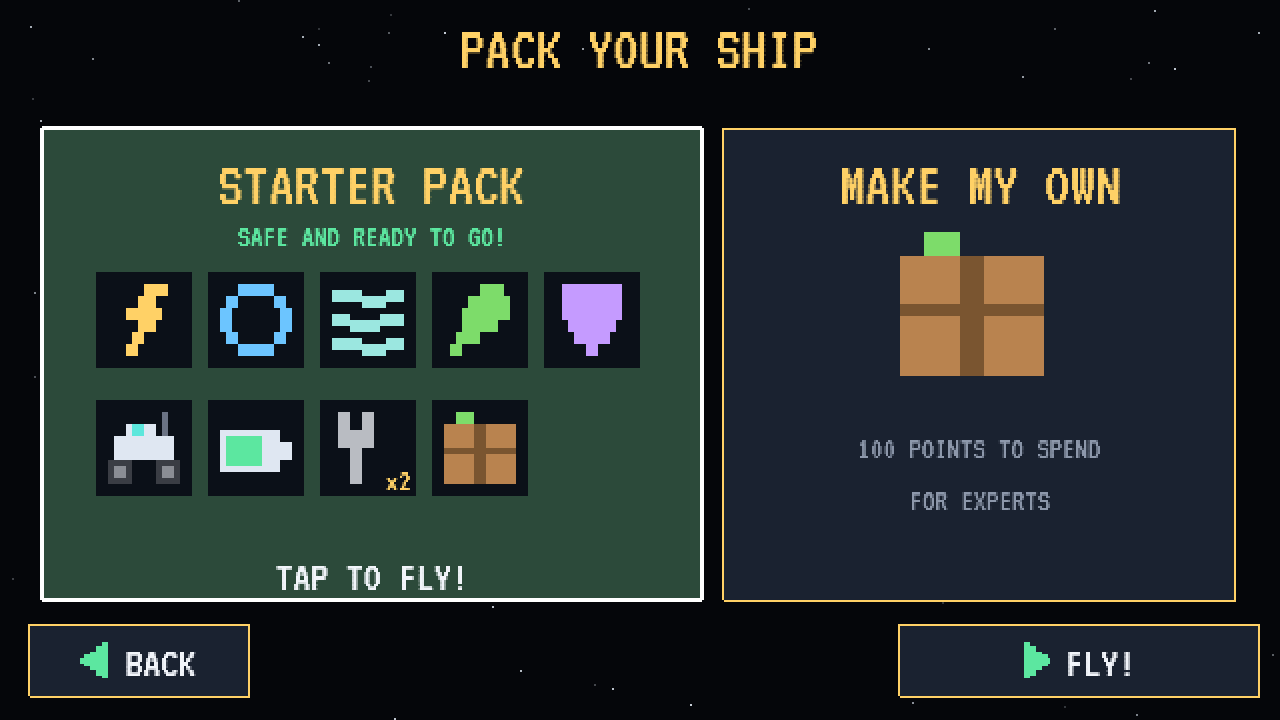 PACK YOUR SHIP
STARTER PACK
SAFE AND READY TO GO!
x2
TAP TO FLY!
MAKE MY OWN
100 POINTS TO SPEND
FOR EXPERTS
BACK
FLY!